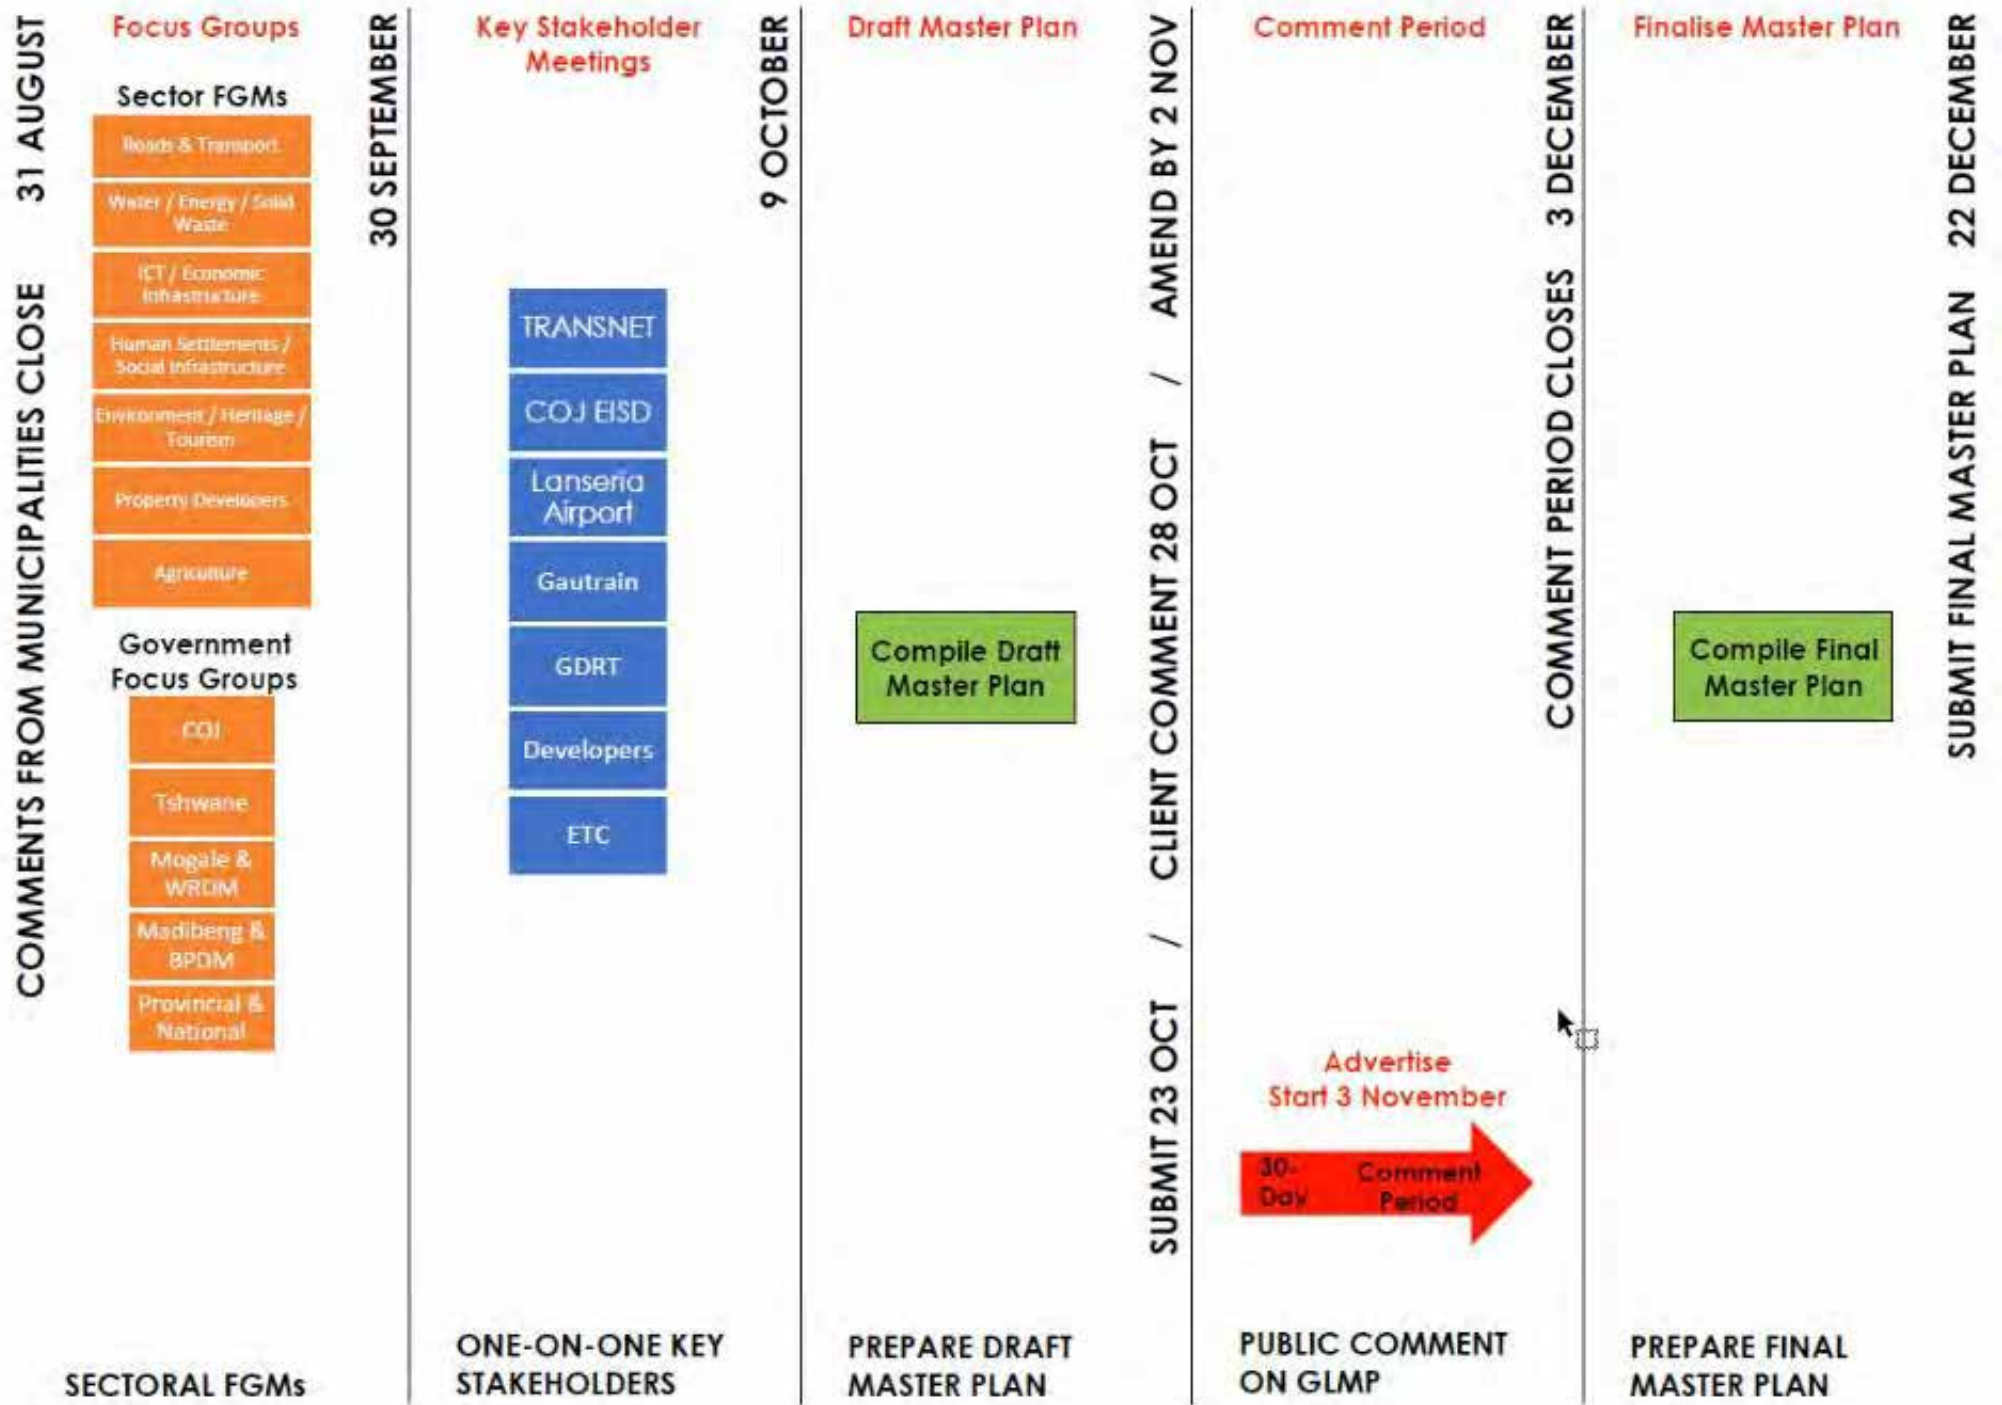 COMMENTS FROM MUNICIPALITIES CLOSE 31 AUGUST
Focus Groups
Sector FGMs
Roads & Transport
Water / Energy / Solid
Waste
ICT / Economic
Infrastructure
Human Settlements /
Social Infrastructure
Environment / Heritage /
Tourism
Property Developers
Agriculture
Government
Focus Groups
COJ
Tshwane
Mogale &
WRDM
Madibeng &
BPDM
Provincial &
National
SECTORAL FGMs
30 SEPTEMBER
Key Stakeholder
Meetings
TRANSNET
COJ EISD
Lanseria
Airport
Gautrain
GDRT
Developers
ETC
ONE-ON-ONE KEY
STAKEHOLDERS
9 OCTOBER
Draft Master Plan
Compile Draft
Master Plan
PREPARE DRAFT
MASTER PLAN
SUBMIT 23 OCT / CLIENT COMMENT 28 OCT / AMEND BY 2 NOV
Comment Period
Advertise
Start 3 November
30-
Day
Comment
Period
PUBLIC COMMENT
ON GLMP
COMMENT PERIOD CLOSES 3 DECEMBER
Finalise Master Plan
Compile Final
Master Plan
PREPARE FINAL
MASTER PLAN
SUBMIT FINAL MASTER PLAN 22 DECEMBER